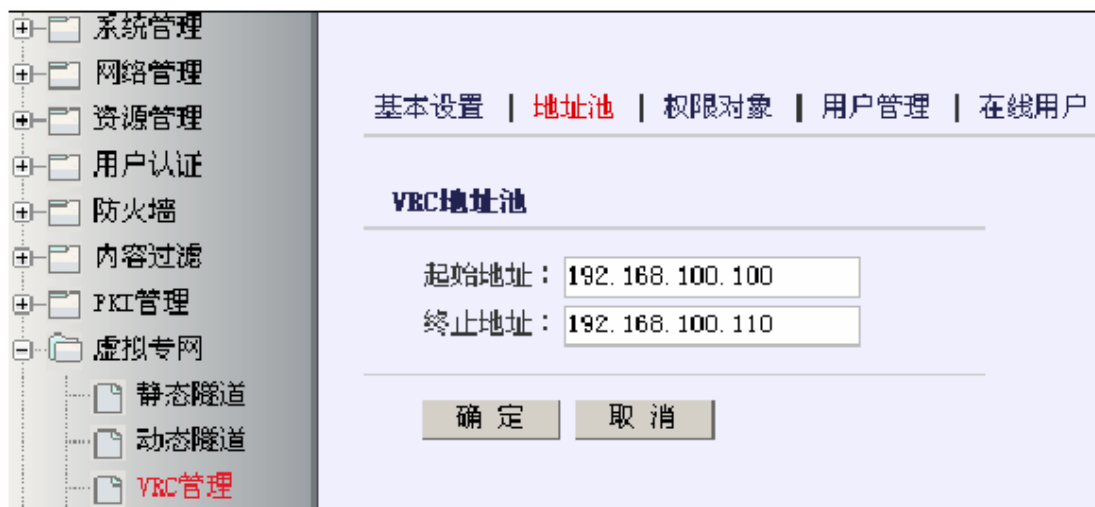 系统管理
网络管理
资源管理
用户认证
防火墙
内容过滤
PKI管理
虚拟专网
静态隧道
动态隧道
VRC管理
基本设置 | 地址池 | 权限对象 | 用户管理 | 在线用户
VRC地址池
起始地址：192.168.100.100
终止地址：192.168.100.110
确 定 取 消